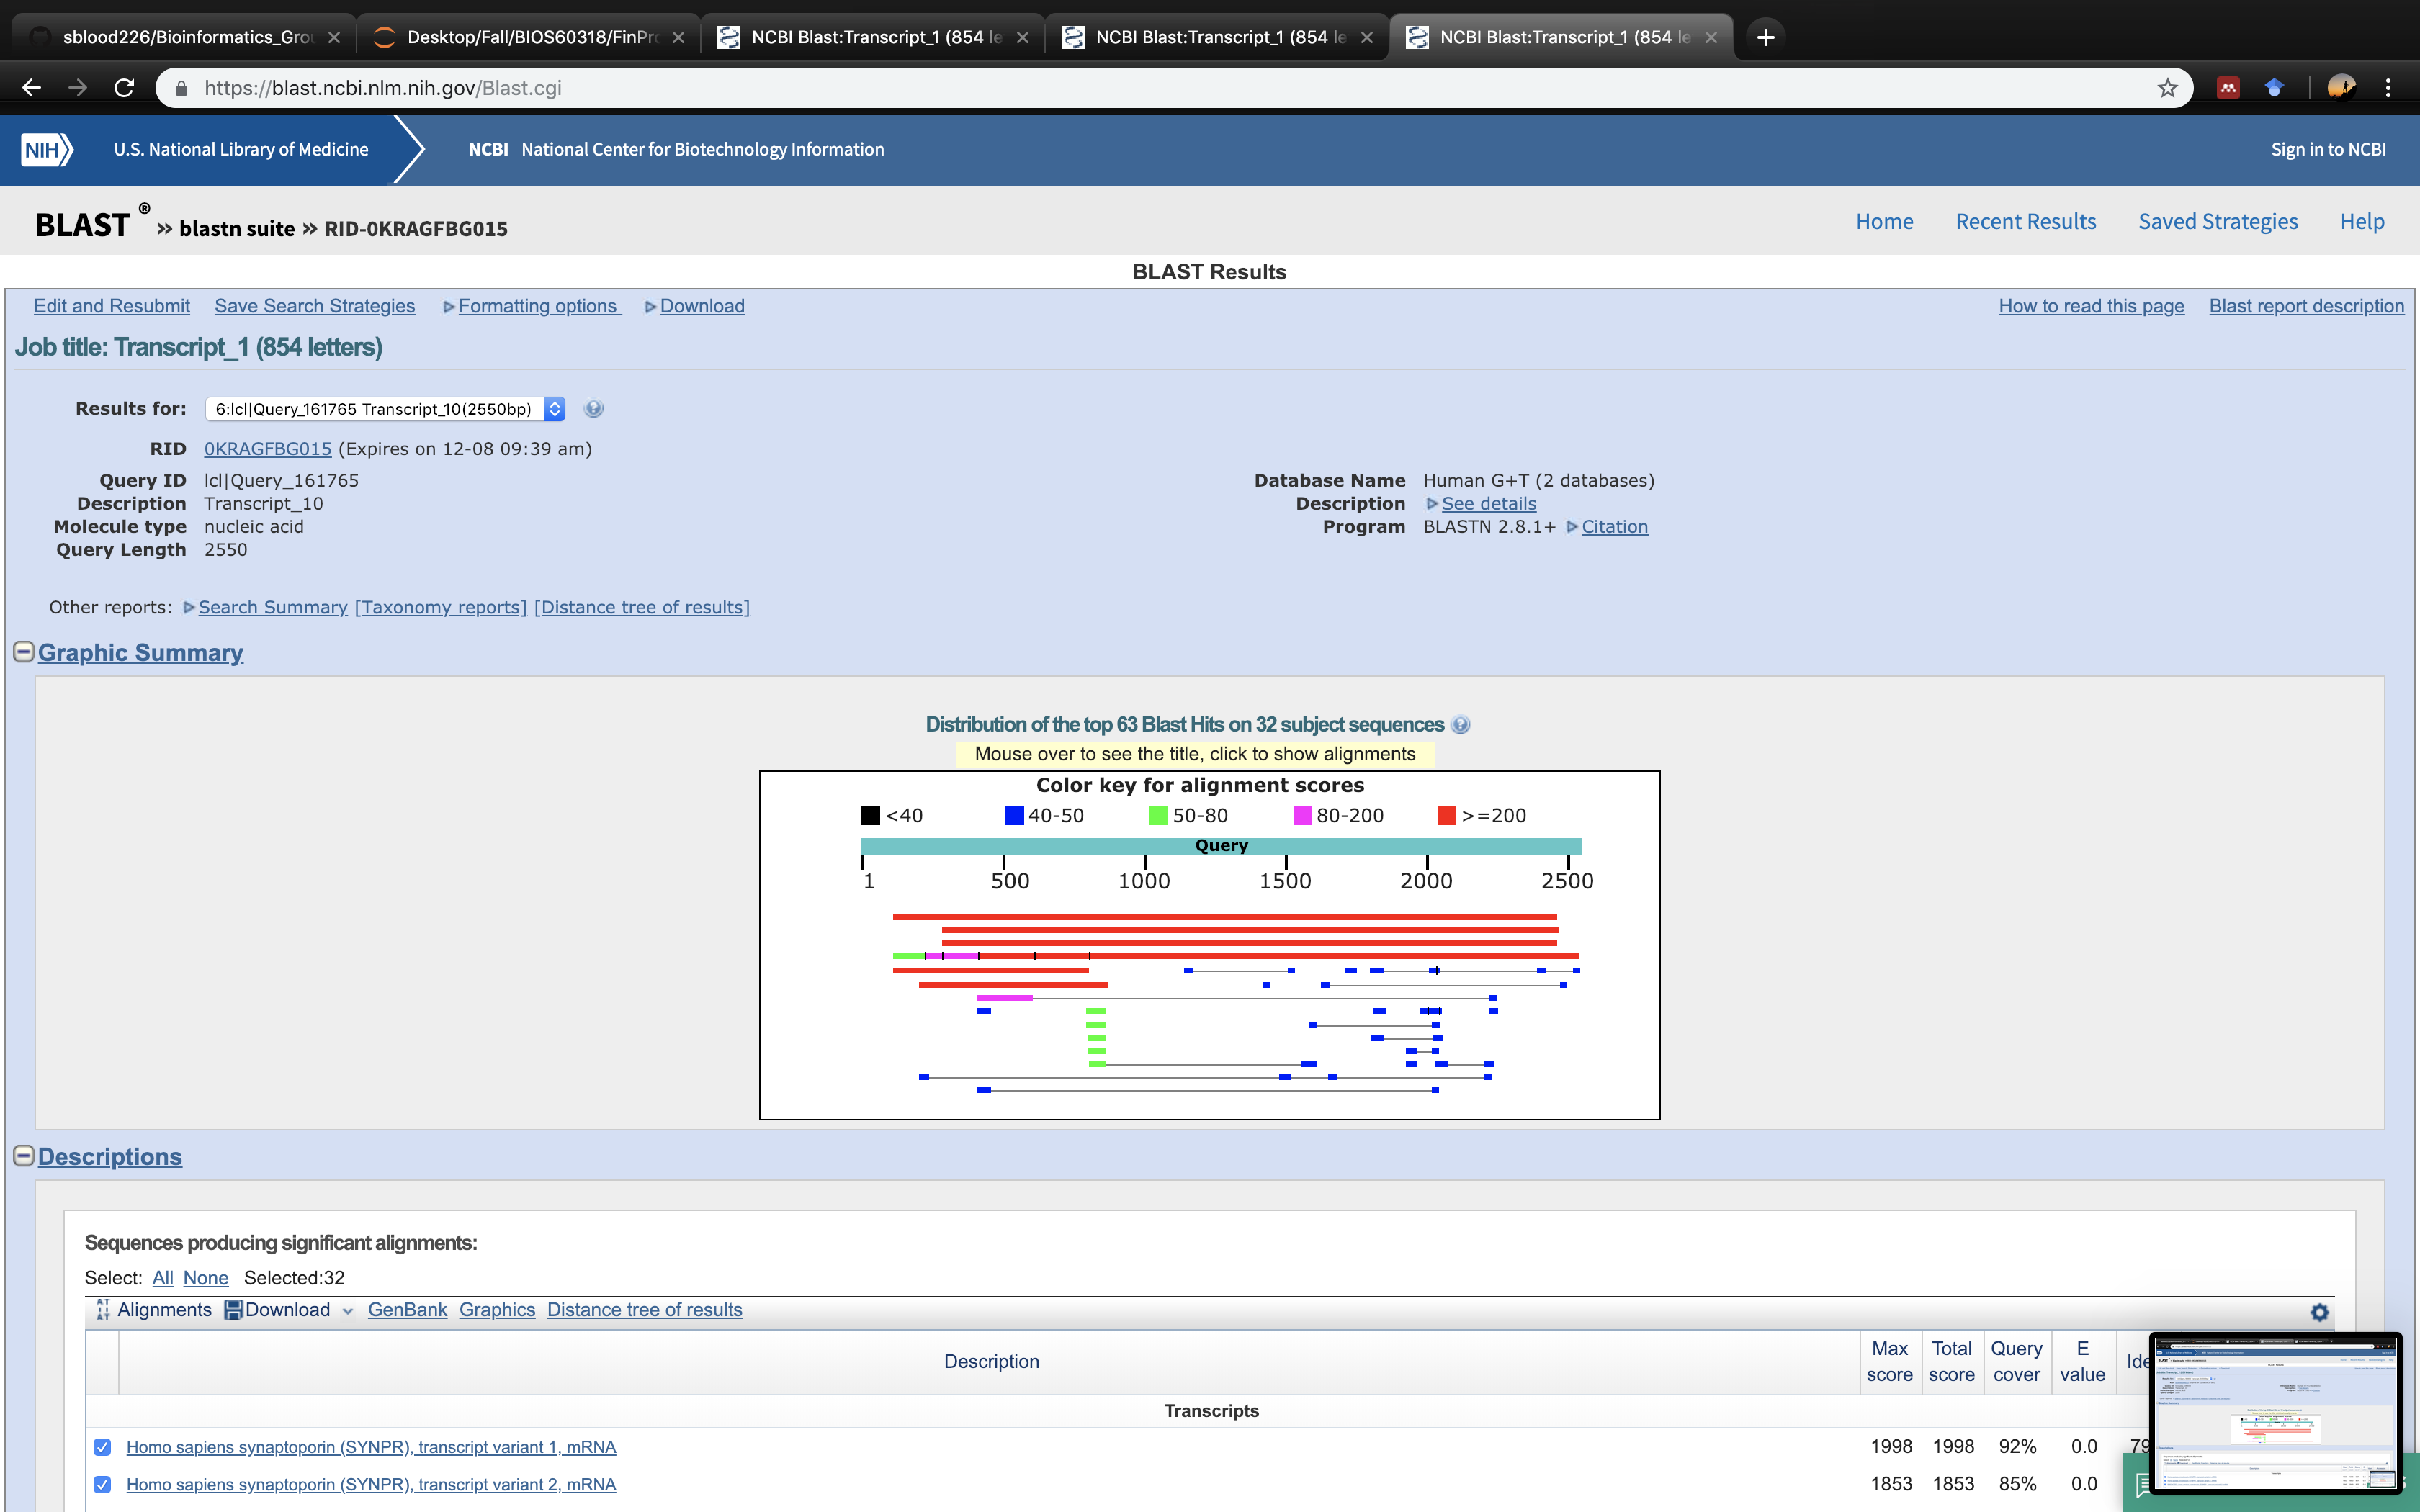 sblood226/Bioinformatics_Grou
Desktop/Fall/BIOS60318/FinPro
NCBI Blast:Transcript_1 (854 le
NCBI Blast:Transcript_1 (854 le
NCBI Blast:Transcript_1 (854 le
https://blast.ncbi.nlm.nih.gov/Blast.cgi
NIH U.S. National Library of Medicine NCBI National Center for Biotechnology Information Sign in to NCBI
BLAST ® » blastn suite » RID-0KRAGFBG015 Home Recent Results Saved Strategies Help
BLAST Results
Edit and Resubmit Save Search Strategies Formatting options Download How to read this page Blast report description
Job title: Transcript_1 (854 letters)
Results for: 6:lcl|Query_161765 Transcript_10(2550bp)
RID 0KRAGFBG015 (Expires on 12-08 09:39 am)
Query ID lcl|Query_161765 Database Name Human G+T (2 databases)
Description Transcript_10 Description See details
Molecule type nucleic acid Program BLASTN 2.8.1+ Citation
Query Length 2550
Other reports: Search Summary [Taxonomy reports] [Distance tree of results]
Graphic Summary
Distribution of the top 63 Blast Hits on 32 subject sequences
Mouse over to see the title, click to show alignments
Color key for alignment scores
<40 40-50 50-80 80-200 >=200
Query
1 500 1000 1500 2000 2500
Descriptions
Sequences producing significant alignments:
Select: All None Selected:32
Alignments Download GenBank Graphics Distance tree of results
Description Max score Total score Query cover E value Ide
Transcripts
Homo sapiens synaptoporin (SYNPR), transcript variant 1, mRNA 1998 1998 92% 0.0 79
Homo sapiens synaptoporin (SYNPR), transcript variant 2, mRNA 1853 1853 85% 0.0